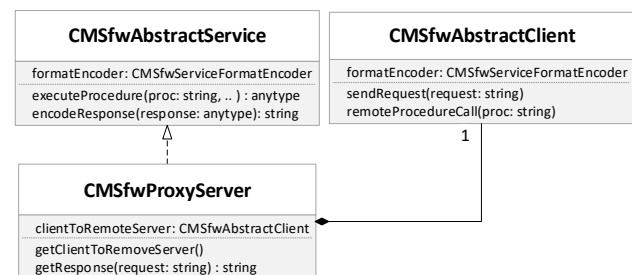 CMSfwAbstractService
formatEncoder: CMSfwServiceFormatEncoder
executeProcedure(proc: string, .. ) : anytype
encodeResponse(response: anytype): string
CMSfwAbstractClient
formatEncoder: CMSfwServiceFormatEncoder
sendRequest(request: string)
remoteProcedureCall(proc: string)
1
CMSfwProxyServer
clientToRemoteServer: CMSfwAbstractClient
getClientToRemoveServer()
getResponse(request: string) : string